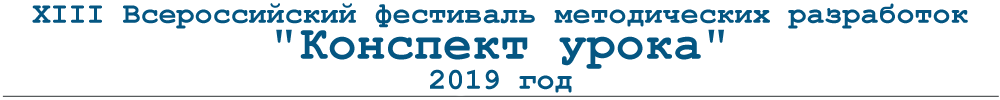 XIII Всероссийский фестиваль методических разработок
"Конспект урока"
2019 год